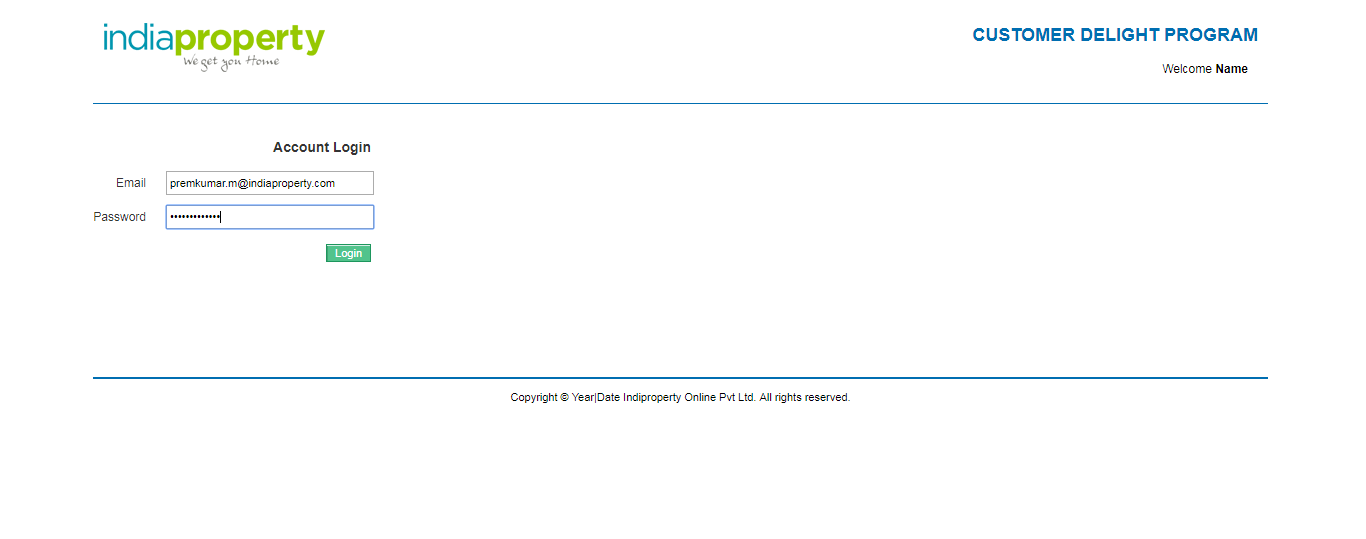 indiaproperty
We get you Home
CUSTOMER DELIGHT PROGRAM
Welcome Name
Account Login
Email premkumar.m@indiaproperty.com
Password •••••••••••••
Login
Copyright © Year|Date Indiproperty Online Pvt Ltd. All rights reserved.